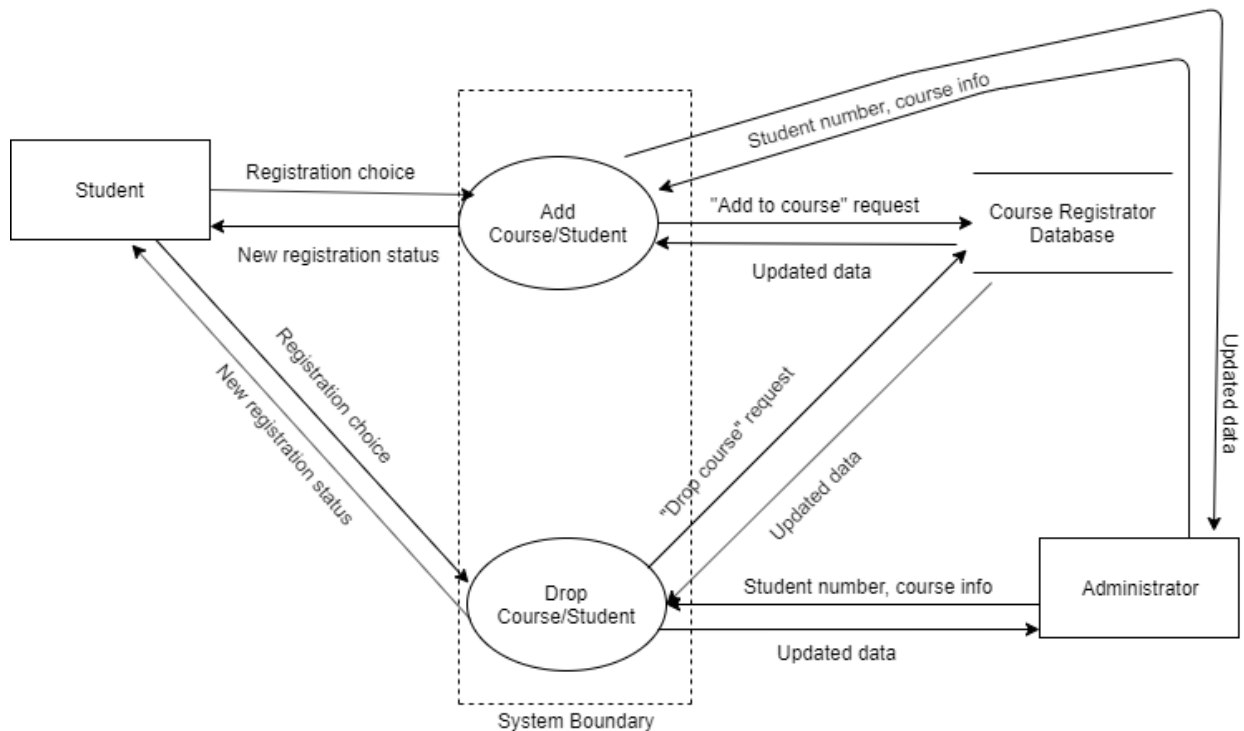 Student number, course info
Registration choice
Student
Add
Course/Student
"Add to course" request
Course Registrator
Database
New registration status
Updated data
Registration choice
New registration status
"Drop course" request
Updated data
Updated data
Drop
Course/Student
Student number, course info
Administrator
Updated data
System Boundary